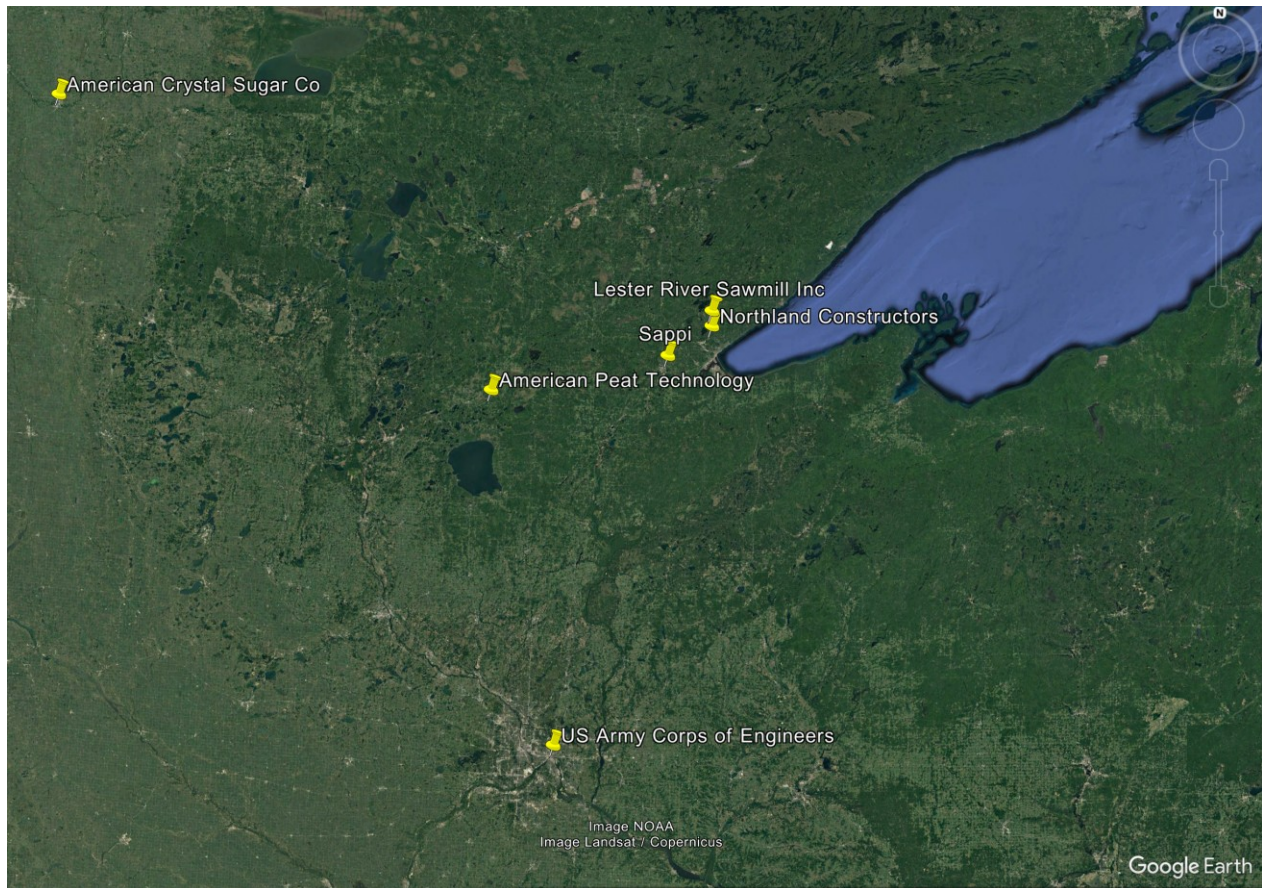 N
American Crystal Sugar Co
Lester River Sawmill Inc
Northland Constructors
Sappi
American Peat Technology
US Army Corps of Engineers
Image NOAA
Image Landsat / Copernicus
Google Earth